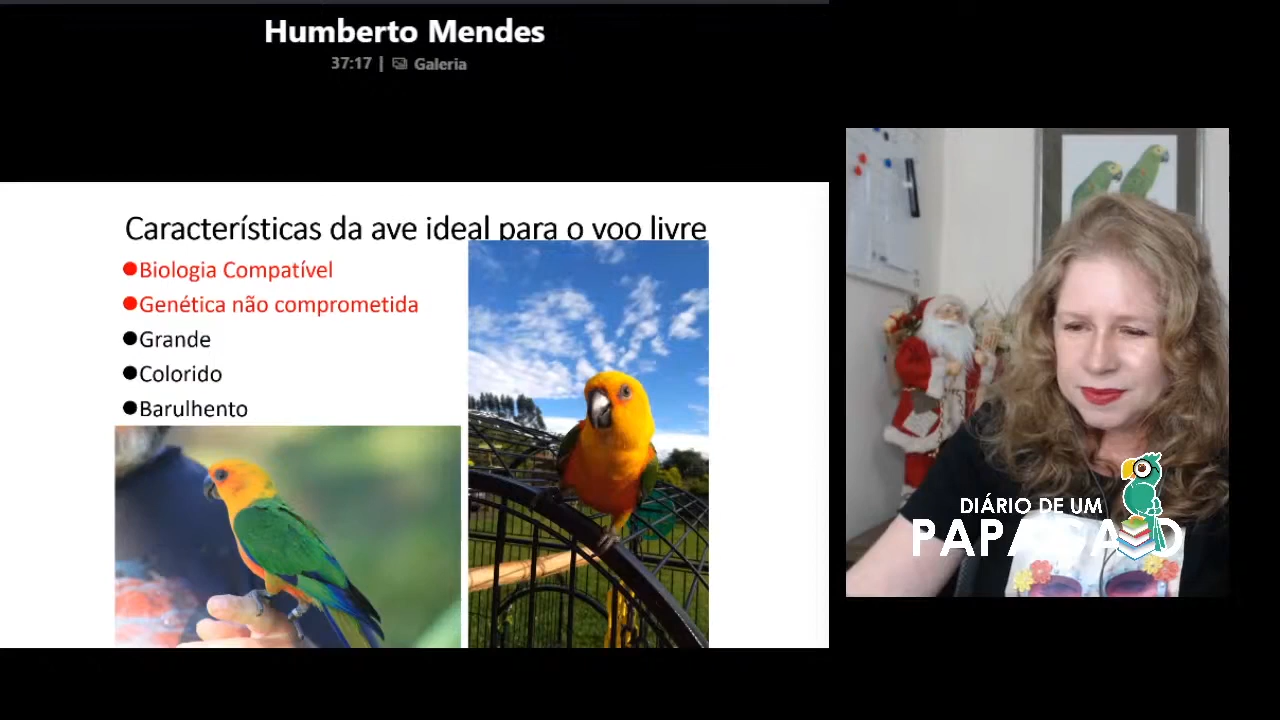 Humberto Mendes
37:17 | Galeria
Características da ave ideal para o voo livre
Biologia Compatível
Genética não comprometida
Grande
Colorido
Barulhento
DIÁRIO DE UM
PAPAGAIO